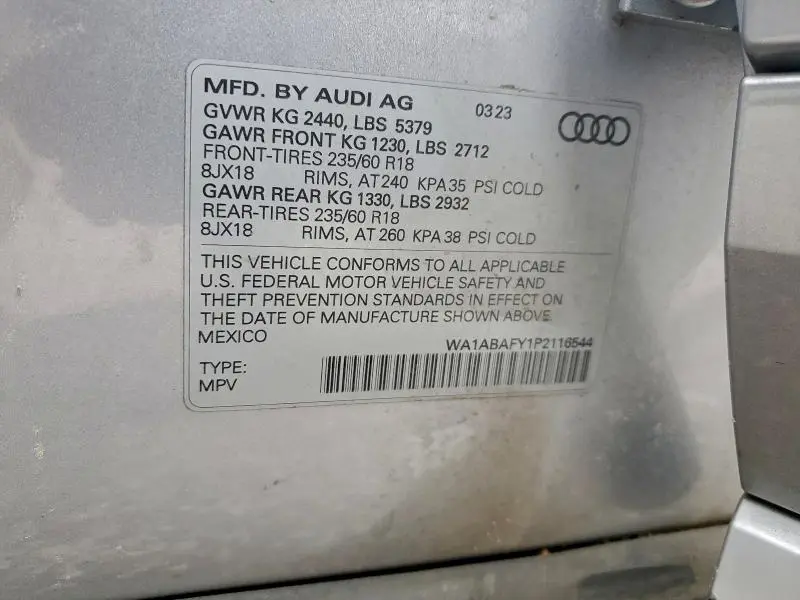 MFD. BY AUDI AG 0323
GVWR KG 2440, LBS 5379
GAWR FRONT KG 1230, LBS 2712
FRONT-TIRES 235/60 R18
8JX18 RIMS, AT 240 KPA 35 PSI COLD
GAWR REAR KG 1330, LBS 2932
REAR-TIRES 235/60 R18
8JX18 RIMS, AT 260 KPA 38 PSI COLD
THIS VEHICLE CONFORMS TO ALL APPLICABLE
U.S. FEDERAL MOTOR VEHICLE SAFETY AND
THEFT PREVENTION STANDARDS IN EFFECT ON
THE DATE OF MANUFACTURE SHOWN ABOVE.
MEXICO WA1ABAFY1P2116544
TYPE:
MPV